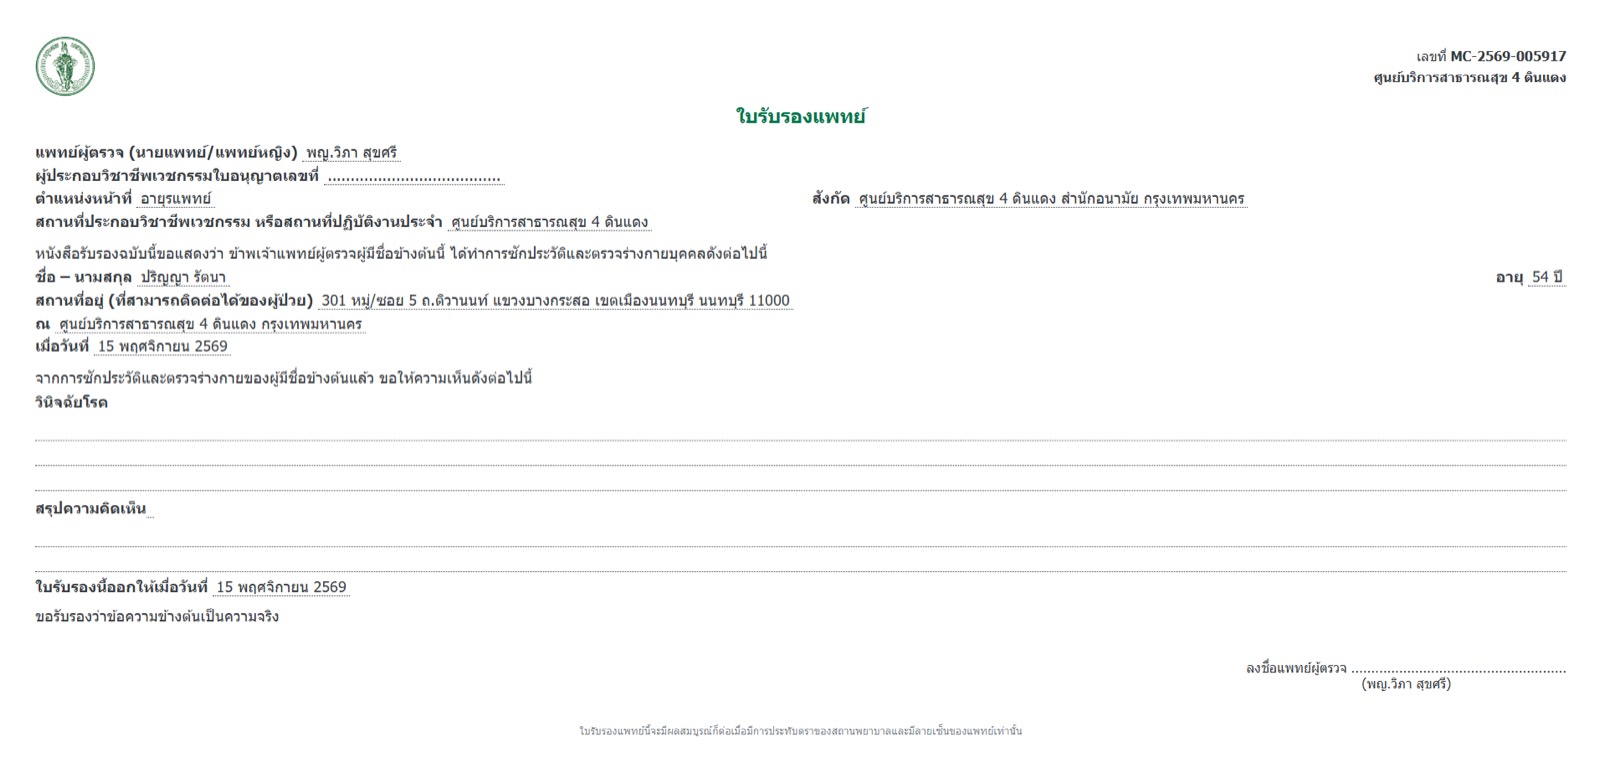 เลขที่ MC-2569-005917
ศูนย์บริการสาธารณสุข 4 ดินแดง
ใบรับรองแพทย์
แพทย์ผู้ตรวจ (นายแพทย์/แพทย์หญิง) พญ.วิภา สุขศรี
ผู้ประกอบวิชาชีพเวชกรรมใบอนุญาตเลขที่ ......................................
ตำแหน่งหน้าที่ อายุรแพทย์ สังกัด ศูนย์บริการสาธารณสุข 4 ดินแดง สำนักอนามัย กรุงเทพมหานคร
สถานที่ประกอบวิชาชีพเวชกรรม หรือสถานที่ปฏิบัติงานประจำ ศูนย์บริการสาธารณสุข 4 ดินแดง
หนังสือรับรองฉบับนี้ขอแสดงว่า ข้าพเจ้าแพทย์ผู้ตรวจผู้มีชื่อข้างต้นนี้ ได้ทำการซักประวัติและตรวจร่างกายบุคคลดังต่อไปนี้
ชื่อ – นามสกุล ปริญญา รัตนา อายุ 54 ปี
สถานที่อยู่ (ที่สามารถติดต่อได้ของผู้ป่วย) 301 หมู่/ซอย 5 ถ.ติวานนท์ แขวงบางกระสอ เขตเมืองนนทบุรี นนทบุรี 11000
ณ ศูนย์บริการสาธารณสุข 4 ดินแดง กรุงเทพมหานคร
เมื่อวันที่ 15 พฤศจิกายน 2569
จากการซักประวัติและตรวจร่างกายของผู้มีชื่อข้างต้นแล้ว ขอให้ความเห็นดังต่อไปนี้
วินิจฉัยโรค
สรุปความคิดเห็น
ใบรับรองนี้ออกให้เมื่อวันที่ 15 พฤศจิกายน 2569
ขอรับรองว่าข้อความข้างต้นเป็นความจริง
ลงชื่อแพทย์ผู้ตรวจ ......................................................
(พญ.วิภา สุขศรี)
ใบรับรองแพทย์นี้จะมีผลสมบูรณ์ก็ต่อเมื่อมีการประทับตราของสถานพยาบาลและมีลายเซ็นของแพทย์เท่านั้น